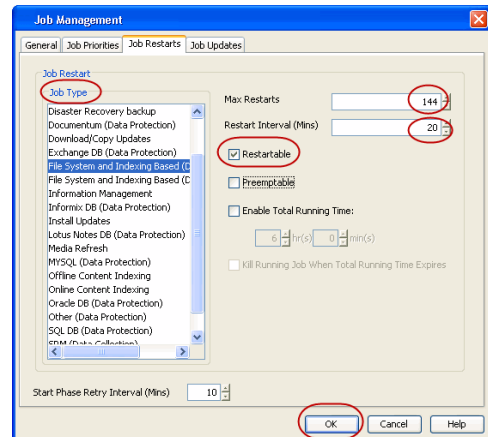 Job Management
General Job Priorities Job Restarts Job Updates
Job Restart
Job Type
Disaster Recovery backup
Documentum (Data Protection)
Download/Copy Updates
Exchange DB (Data Protection)
File System and Indexing Based (D
File System and Indexing Based (C
Information Management
Informix DB (Data Protection)
Install Updates
Lotus Notes DB (Data Protection)
Media Refresh
MYSQL (Data Protection)
Offline Content Indexing
Online Content Indexing
Oracle DB (Data Protection)
Other (Data Protection)
SQL DB (Data Protection)
SRM (Data Collection)
Max Restarts 144
Restart Interval (Mins) 20
Restartable
Preemptable
Enable Total Running Time:
6 hr(s) 0 min(s)
Kill Running Job When Total Running Time Expires
Start Phase Retry Interval (Mins) 10
OK Cancel Help